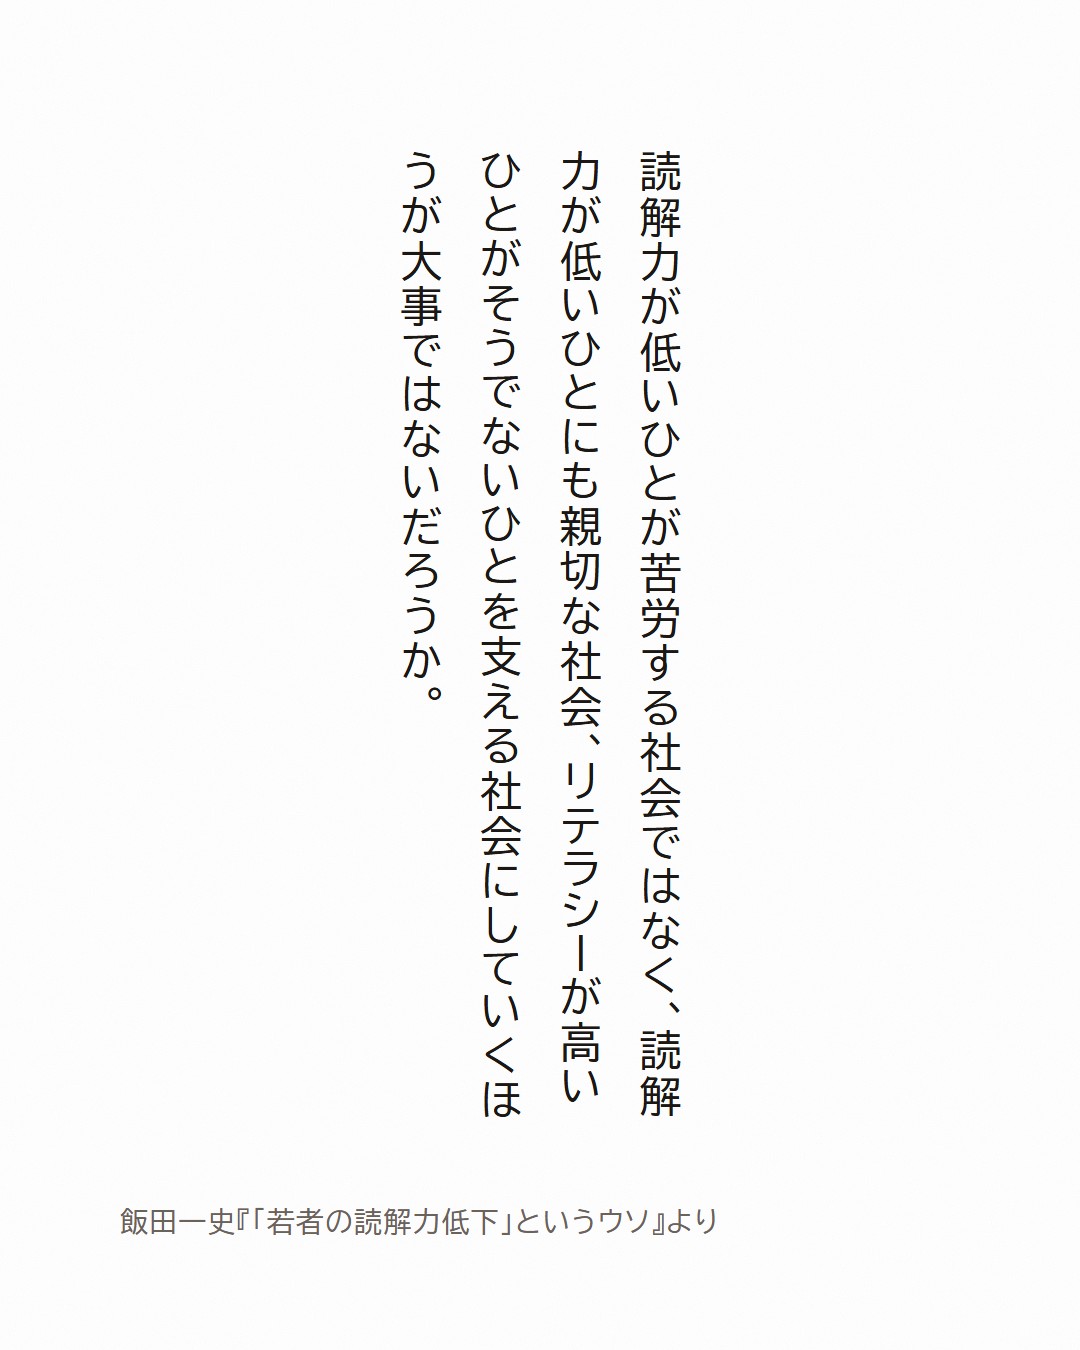 読解力が低いひとが苦労する社会ではなく、読解
力が低いひとにも親切な社会、リテラシーが高い
ひとがそうでないひとを支える社会にしていくほ
うが大事ではないだろうか。
飯田一史『「若者の読解力低下」というウソ』より